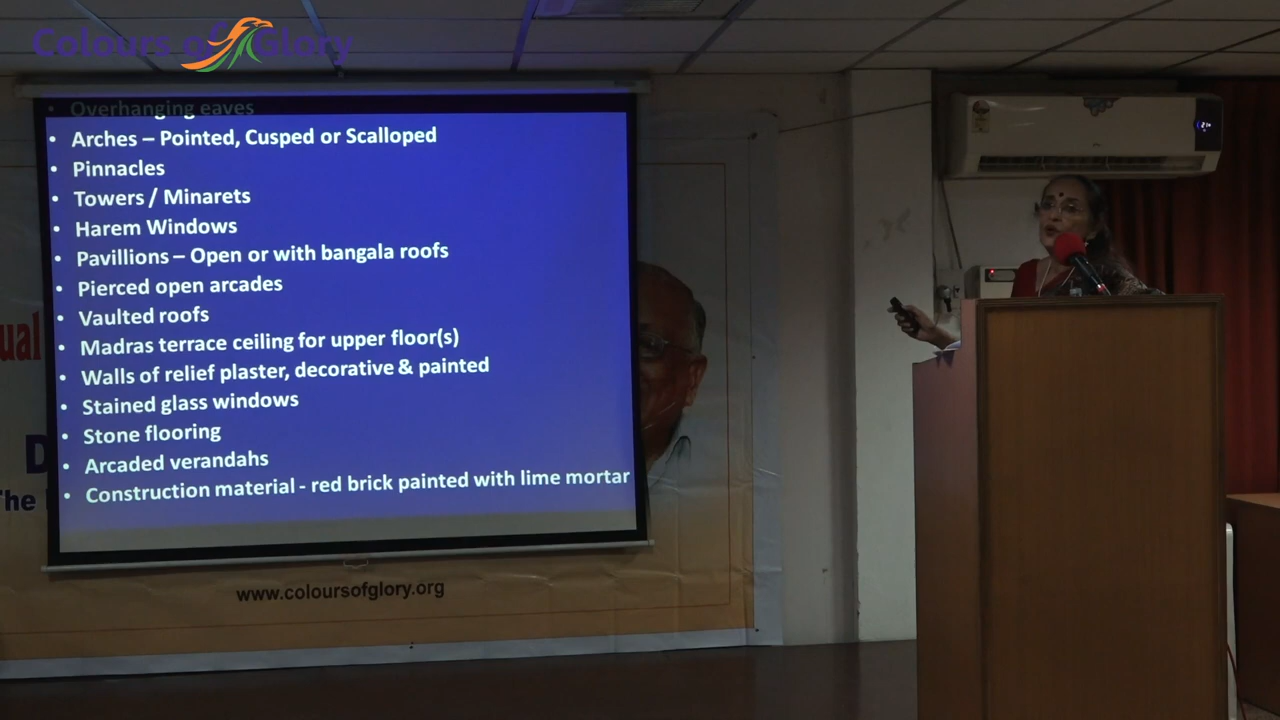 Colours of Glory
• Overhanging eaves
• Arches – Pointed, Cusped or Scalloped
• Pinnacles
• Towers / Minarets
• Harem Windows
• Pavillions – Open or with bangala roofs
• Pierced open arcades
• Vaulted roofs
• Madras terrace ceiling for upper floor(s)
• Walls of relief plaster, decorative & painted
• Stained glass windows
• Stone flooring
• Arcaded verandahs
• Construction material - red brick painted with lime mortar
ual
D
The
www.coloursofglory.org